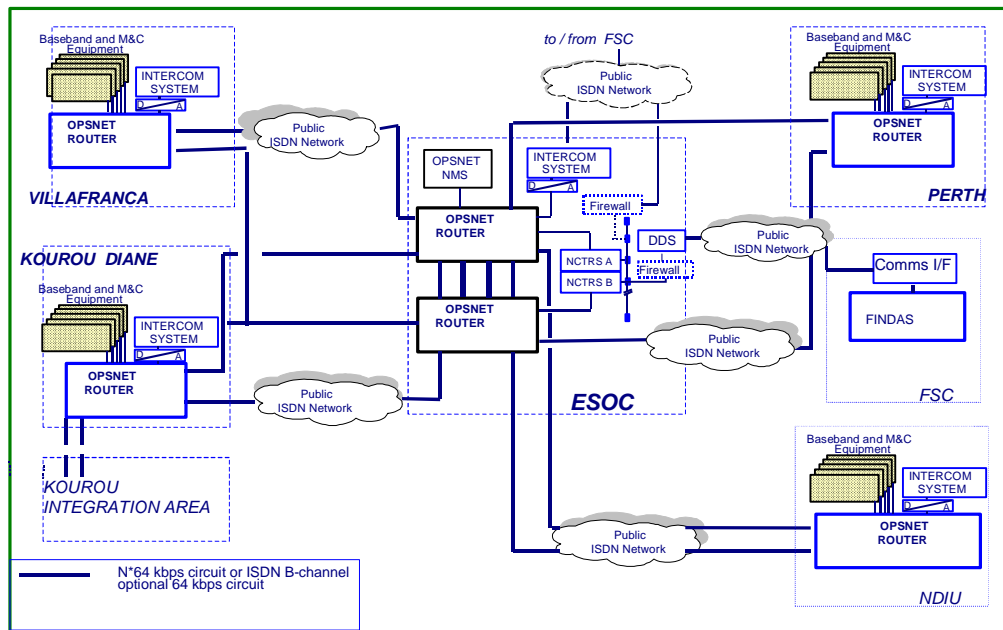 Baseband and M&C
Equipment
INTERCOM
SYSTEM
D
A
OPSNET
ROUTER
VILLAFRANCA
Public
ISDN Network
to / from FSC
Public
ISDN Network
OPSNET
NMS
INTERCOM
SYSTEM
D
A
Firewall
OPSNET
ROUTER
NCTRS A
NCTRS B
DDS
Firewall
OPSNET
ROUTER
ESOC
Baseband and M&C
Equipment
INTERCOM
SYSTEM
D
A
OPSNET
ROUTER
PERTH
Public
ISDN Network
Comms I/F
FINDAS
FSC
Public
ISDN Network
KOUROU DIANE
Baseband and M&C
Equipment
INTERCOM
SYSTEM
D
A
OPSNET
ROUTER
Public
ISDN Network
KOUROU
INTEGRATION AREA
Public
ISDN Network
Baseband and M&C
Equipment
INTERCOM
SYSTEM
D
A
OPSNET
ROUTER
NDIU
N*64 kbps circuit or ISDN B-channel
optional 64 kbps circuit